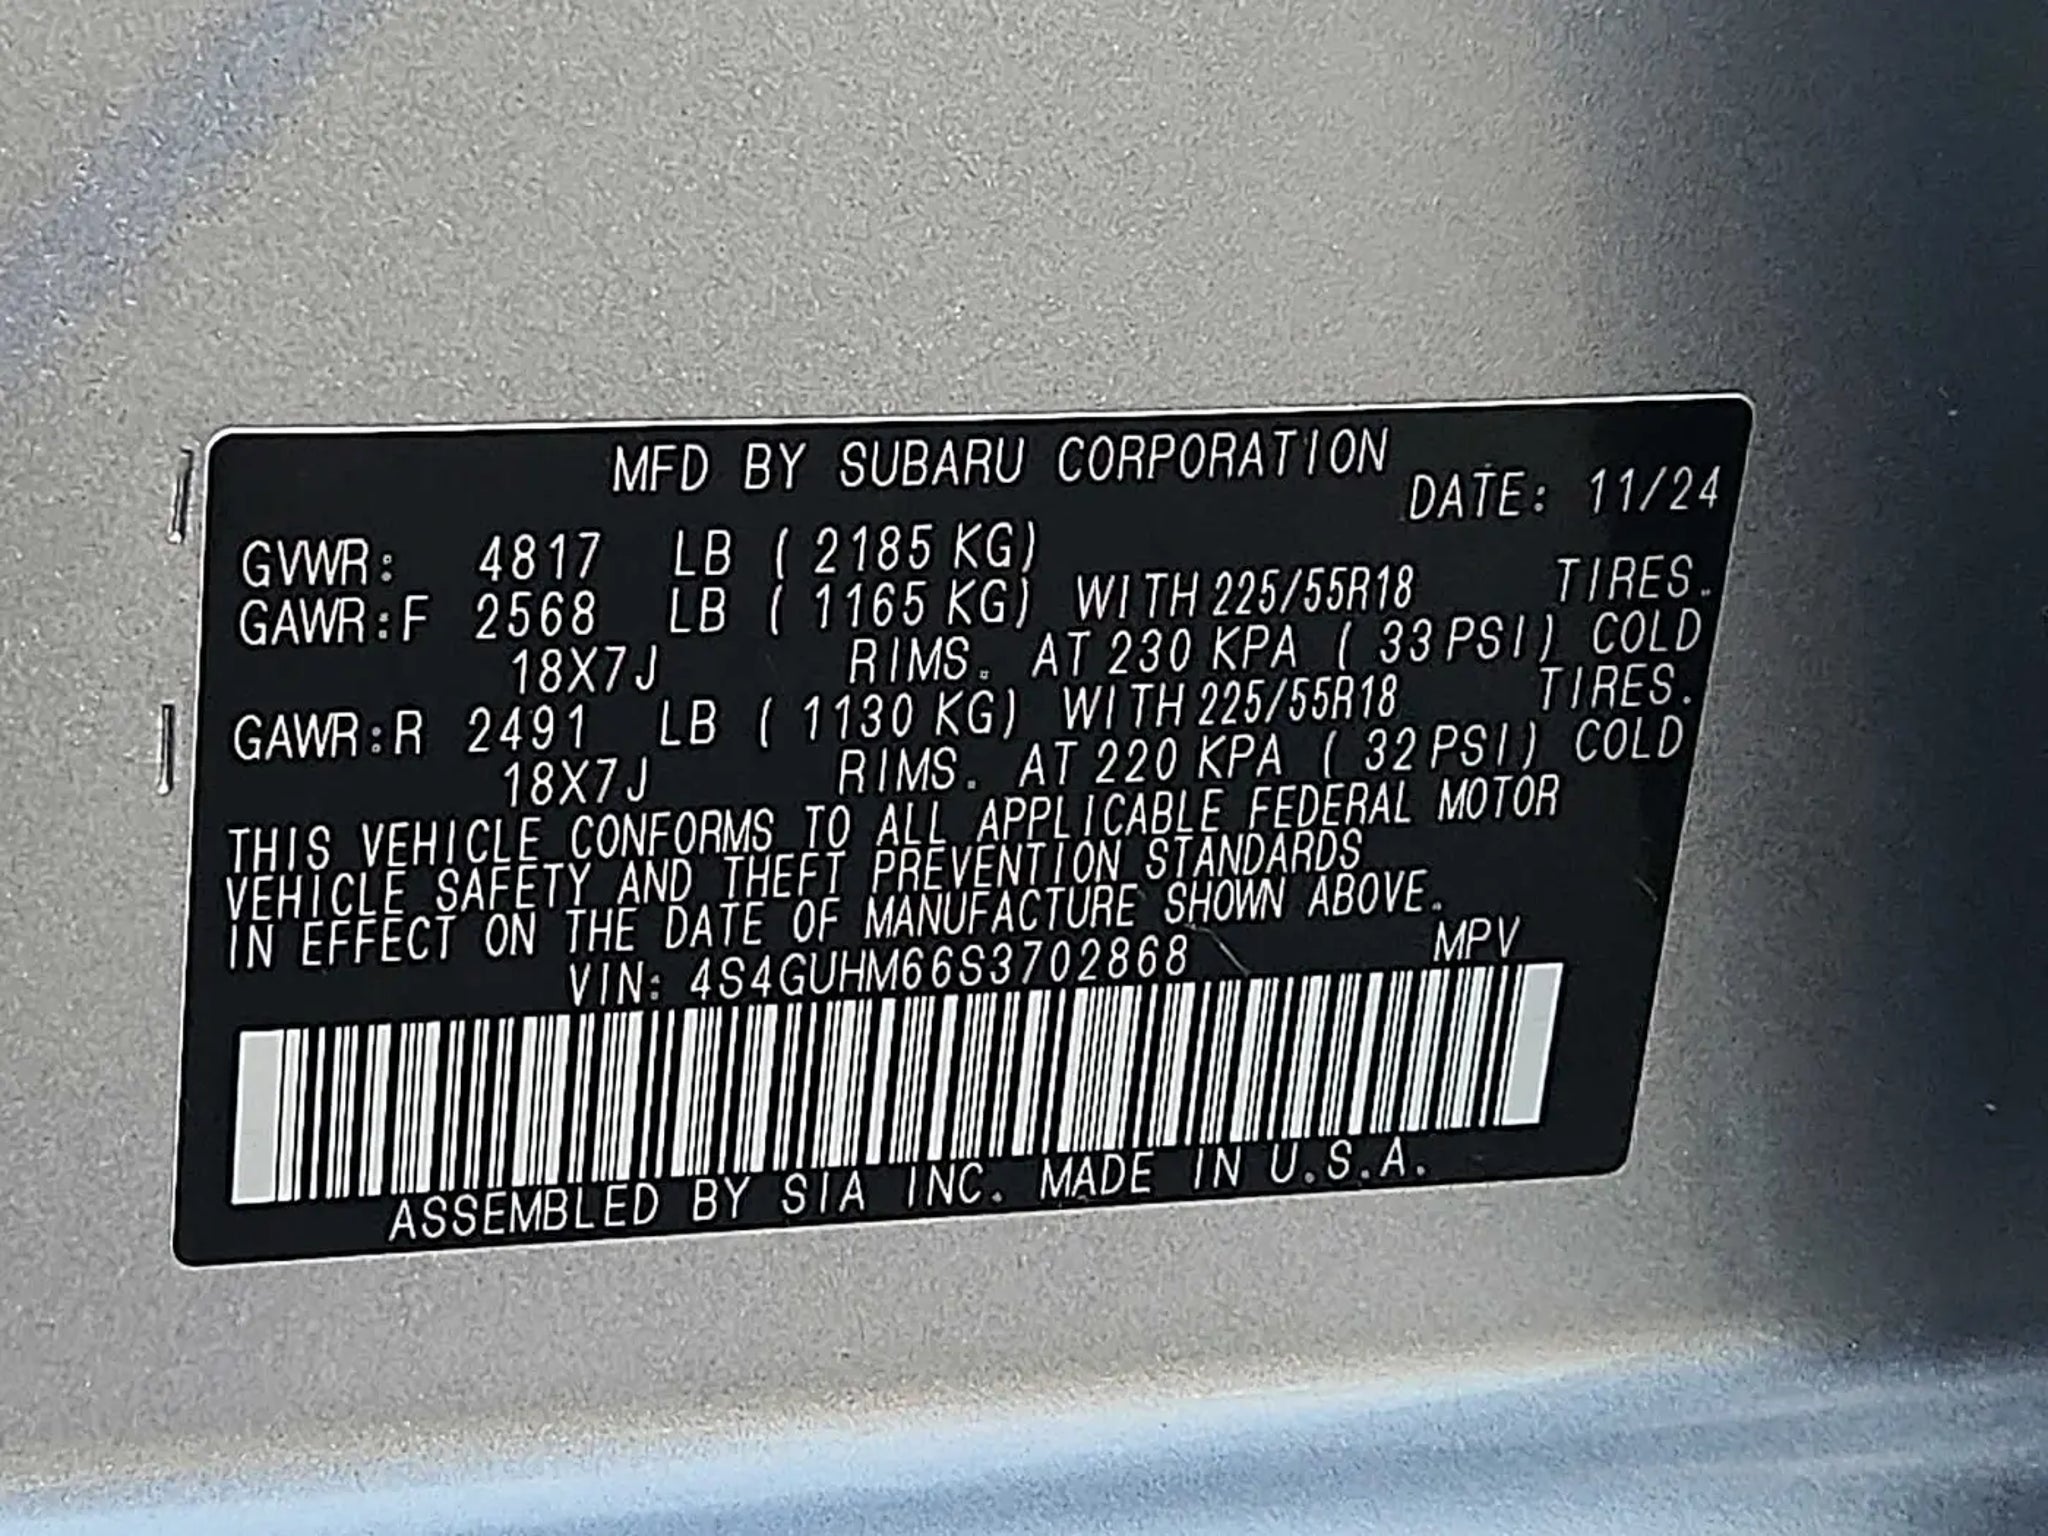 MFD BY SUBARU CORPORATION
DATE: 11/24
GVWR: 4817 LB ( 2185 KG)
GAWR:F 2568 LB ( 1165 KG) WITH 225/55R18 TIRES.
18X7J RIMS. AT 230 KPA ( 33 PSI) COLD
GAWR:R 2491 LB ( 1130 KG) WITH 225/55R18 TIRES.
18X7J RIMS. AT 220 KPA ( 32 PSI) COLD
THIS VEHICLE CONFORMS TO ALL APPLICABLE FEDERAL MOTOR
VEHICLE SAFETY AND THEFT PREVENTION STANDARDS
IN EFFECT ON THE DATE OF MANUFACTURE SHOWN ABOVE.
VIN: 4S4GUHM66S3702868 MPV
ASSEMBLED BY SIA INC. MADE IN U.S.A.